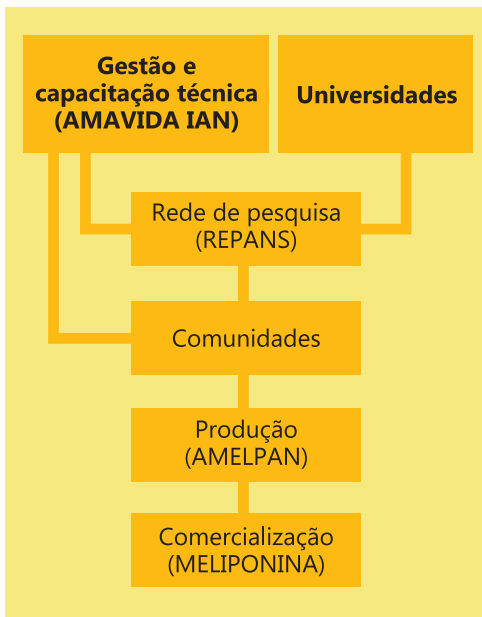 Gestão e
capacitação técnica
(AMAVIDA IAN)
Universidades
Rede de pesquisa
(REPANS)
Comunidades
Produção
(AMELPAN)
Comercialização
(MELIPONINA)